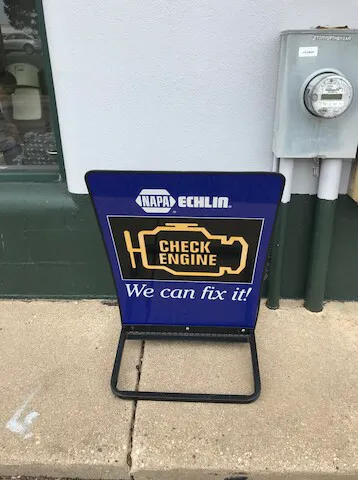 NAPA ECHLIN.
CHECK
ENGINE
We can fix it!